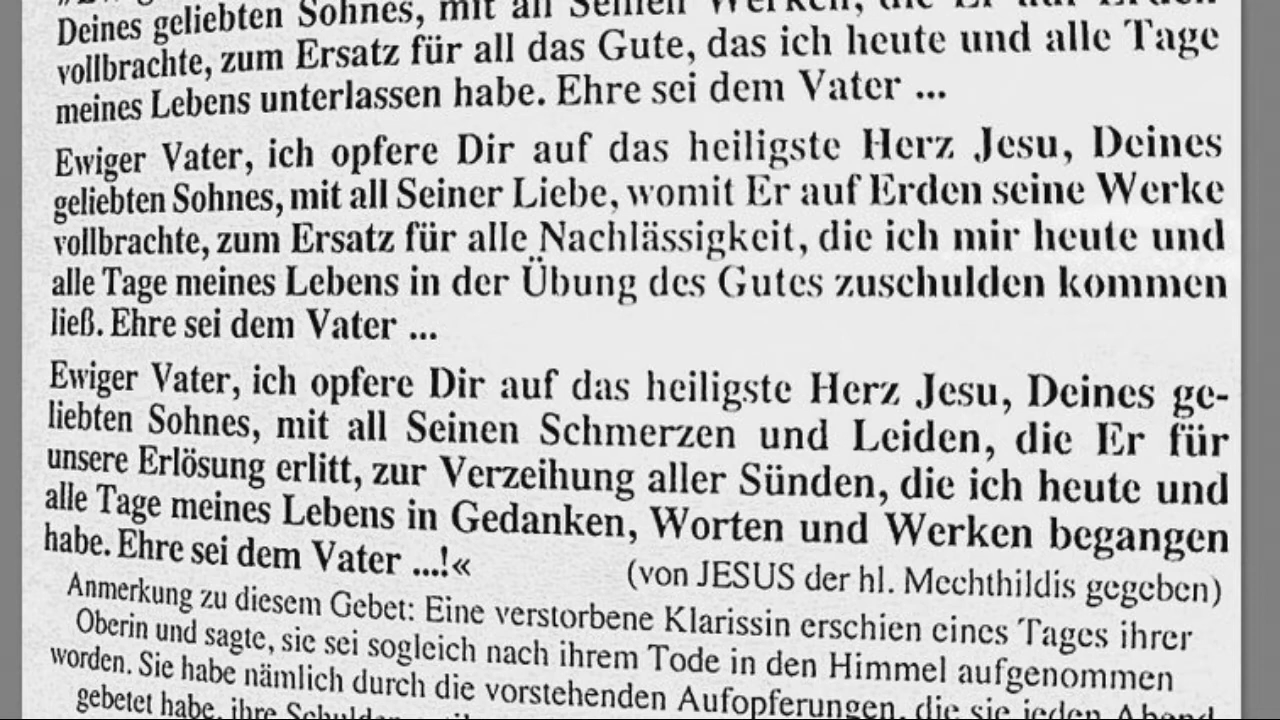 Deines geliebten Sohnes, mit all Seinen Werken, die Er auf Erden
vollbrachte, zum Ersatz für all das Gute, das ich heute und alle Tage
meines Lebens unterlassen habe. Ehre sei dem Vater ...
Ewiger Vater, ich opfere Dir auf das heiligste Herz Jesu, Deines
geliebten Sohnes, mit all Seiner Liebe, womit Er auf Erden seine Werke
vollbrachte, zum Ersatz für alle Nachlässigkeit, die ich mir heute und
alle Tage meines Lebens in der Übung des Gutes zuschulden kommen
ließ. Ehre sei dem Vater ...
Ewiger Vater, ich opfere Dir auf das heiligste Herz Jesu, Deines ge-
liebten Sohnes, mit all Seinen Schmerzen und Leiden, die Er für
unsere Erlösung erlitt, zur Verzeihung aller Sünden, die ich heute und
alle Tage meines Lebens in Gedanken, Worten und Werken begangen
habe. Ehre sei dem Vater ...!«
(von JESUS der hl. Mechthildis gegeben)
Anmerkung zu diesem Gebet: Eine verstorbene Klarissin erschien eines Tages ihrer
Oberin und sagte, sie sei sogleich nach ihrem Tode in den Himmel aufgenommen
worden. Sie habe nämlich durch die vorstehenden Aufopferungen, die sie jeden Abend
gebetet habe, ihre Schulden